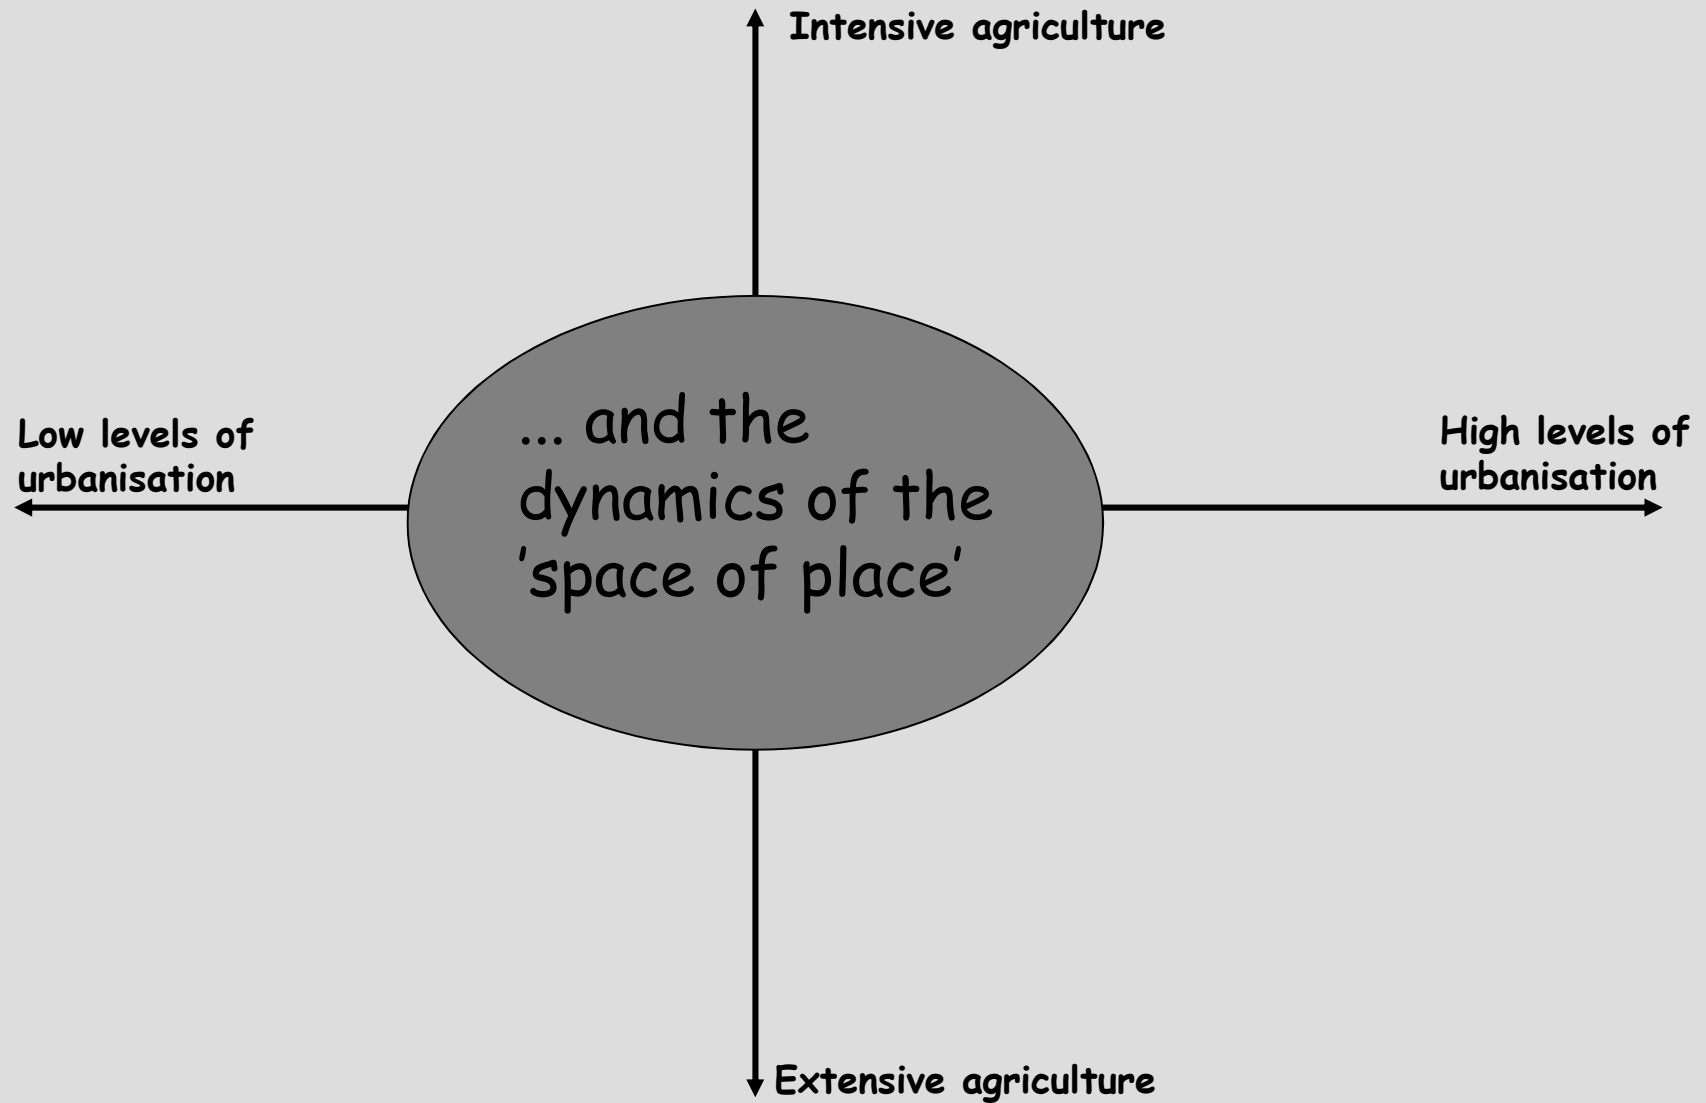 Intensive agriculture
Low levels of
urbanisation
... and the
dynamics of the
'space of place'
High levels of
urbanisation
Extensive agriculture